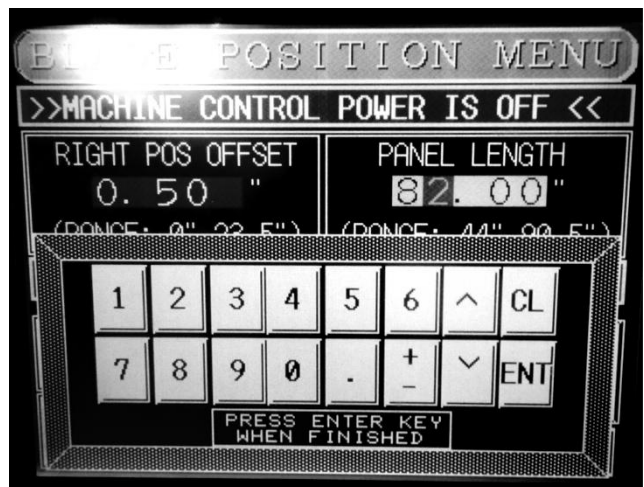 POSITION MENU
>>MACHINE CONTROL POWER IS OFF <<
RIGHT POS OFFSET
0.50 "
PANEL LENGTH
82.00"
1 2 3 4 5 6 ^ CL
7 8 9 0 . +- ENT
PRESS ENTER KEY
WHEN FINISHED